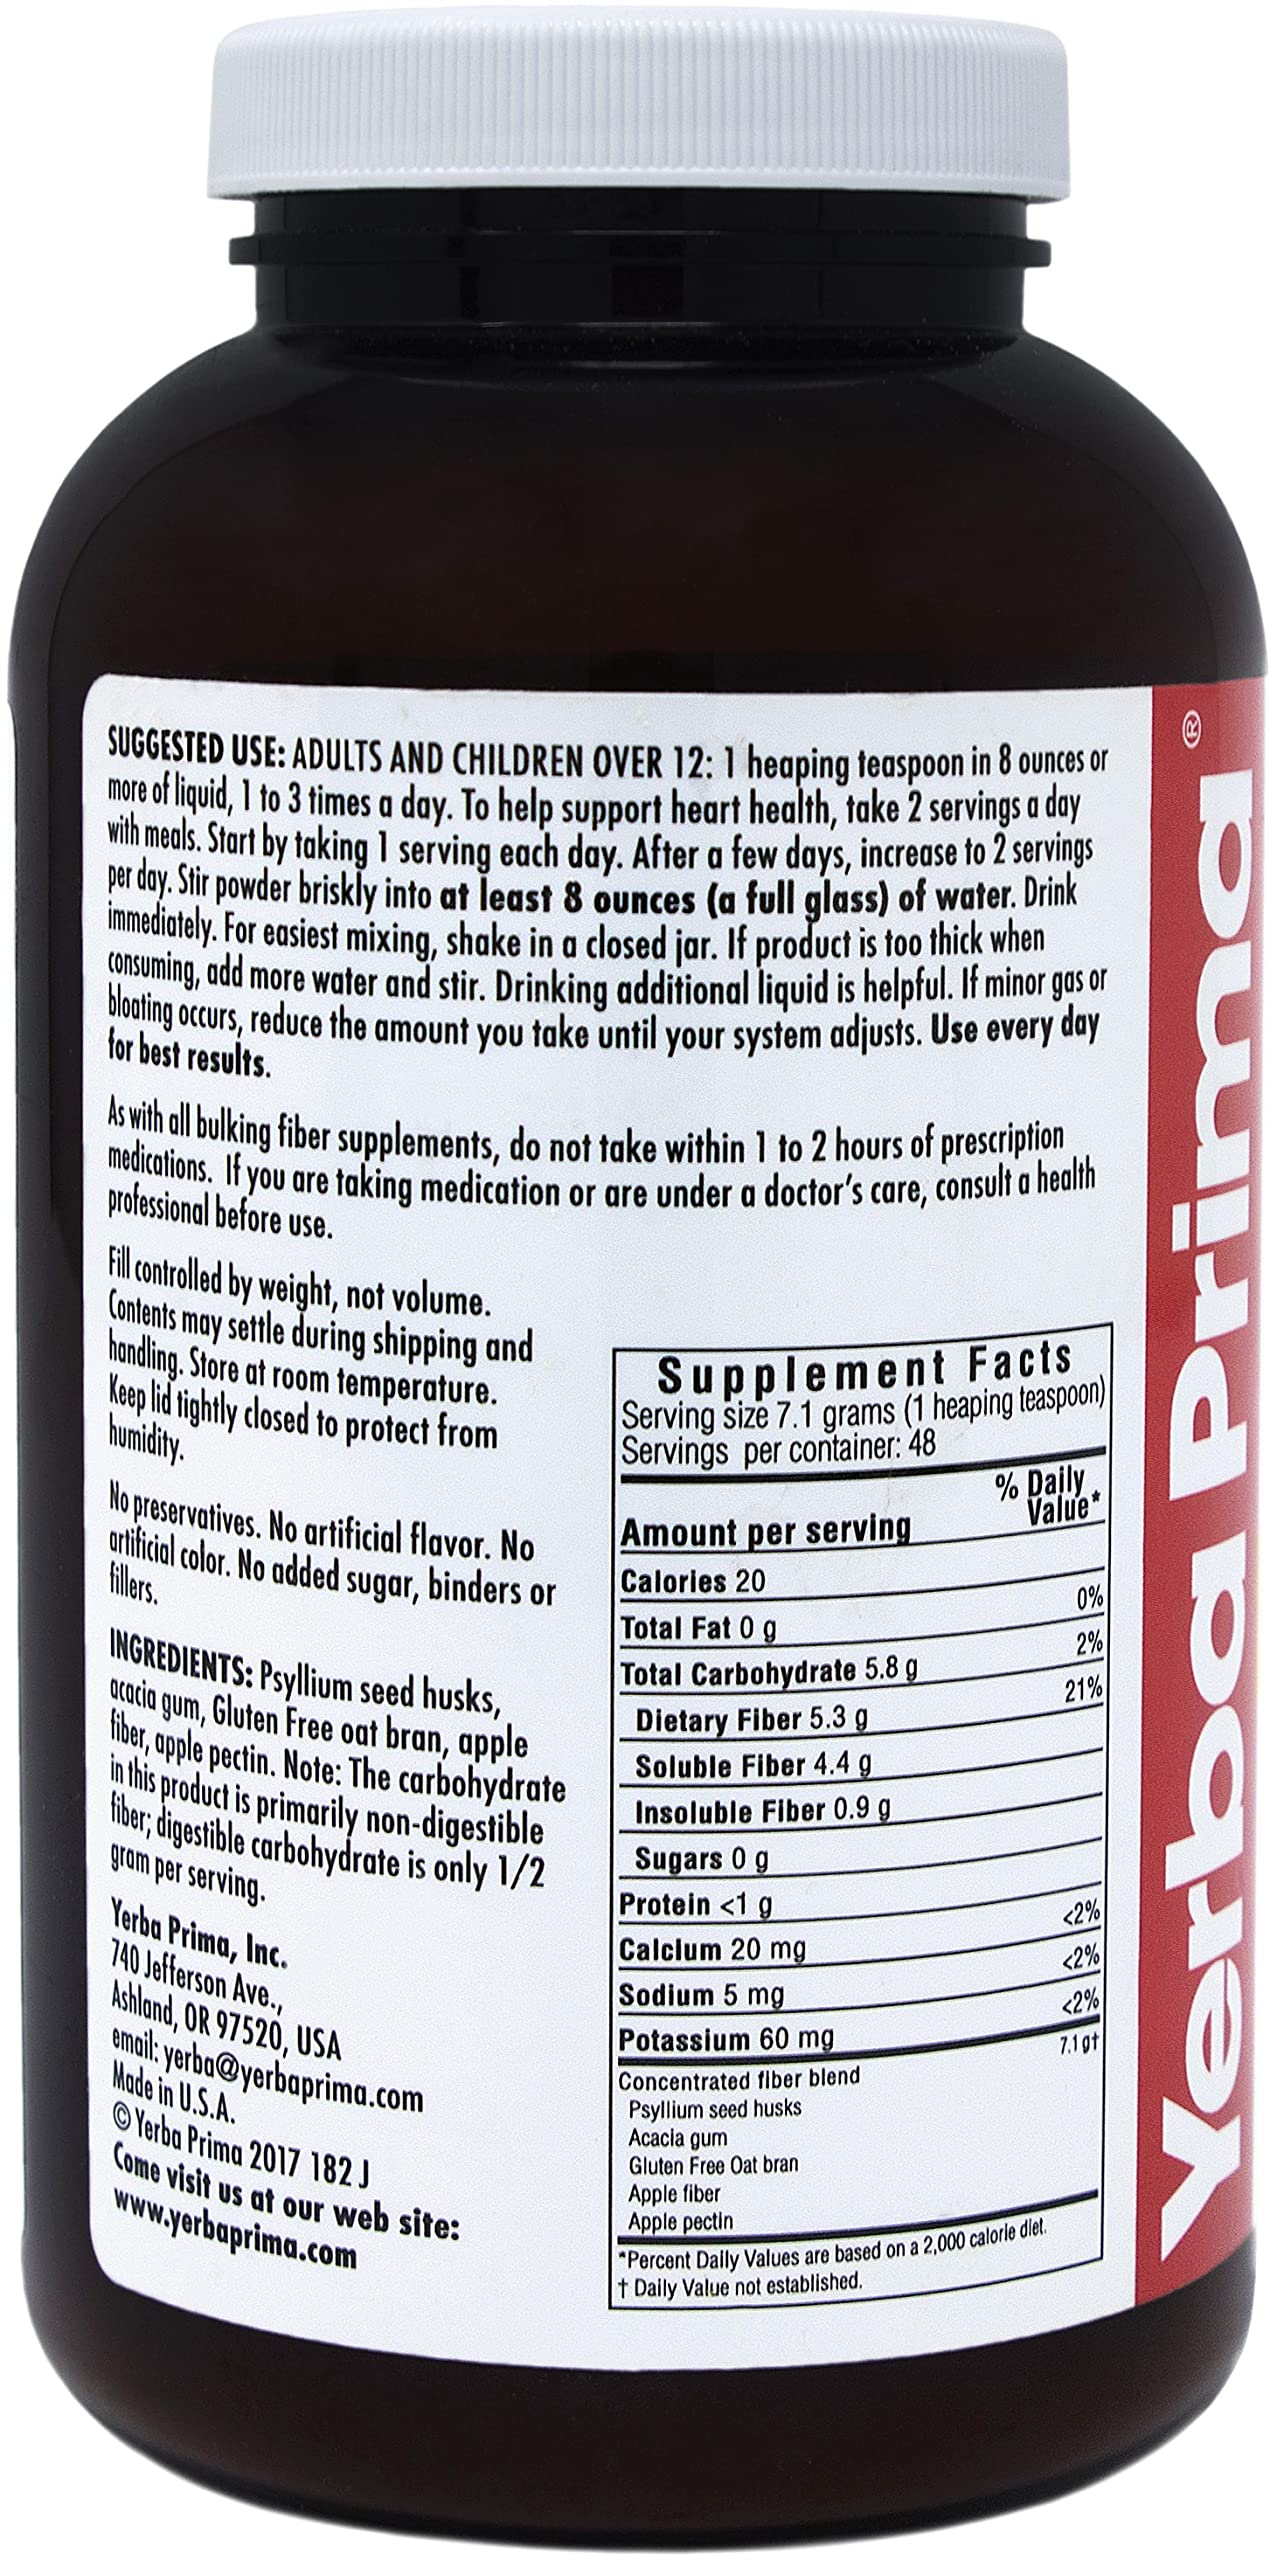 SUGGESTED USE: ADULTS AND CHILDREN OVER 12: 1 heaping teaspoon in 8 ounces or
more of liquid, 1 to 3 times a day. To help support heart health, take 2 servings a day
with meals. Start by taking 1 serving each day. After a few days, increase to 2 servings
per day. Stir powder briskly into at least 8 ounces (a full glass) of water. Drink
immediately. For easiest mixing, shake in a closed jar. If product is too thick when
consuming, add more water and stir. Drinking additional liquid is helpful. If minor gas or
bloating occurs, reduce the amount you take until your system adjusts. Use every day
for best results.
As with all bulking fiber supplements, do not take within 1 to 2 hours of prescription
medications. If you are taking medication or are under a doctor's care, consult a health
professional before use.
Fill controlled by weight, not volume.
Contents may settle during shipping and
handling. Store at room temperature.
Keep lid tightly closed to protect from
humidity.
No preservatives. No artificial flavor. No
artificial color. No added sugar, binders or
fillers.
INGREDIENTS: Psyllium seed husks,
acacia gum, Gluten Free oat bran, apple
fiber, apple pectin. Note: The carbohydrate
in this product is primarily non-digestible
fiber; digestible carbohydrate is only 1/2
gram per serving.
Yerba Prima, Inc.
740 Jefferson Ave.,
Ashland, OR 97520, USA
email: yerba@yerbaprima.com
Made in U.S.A.
© Yerba Prima 2017 182 J
Come visit us at our web site:
www.yerbaprima.com
Supplement Facts
Serving size 7.1 grams (1 heaping teaspoon)
Servings per container: 48
% Daily
Value*
Amount per serving
Calories 20
Total Fat 0 g 0%
Total Carbohydrate 5.8 g 2%
Dietary Fiber 5.3 g 21%
Soluble Fiber 4.4 g
Insoluble Fiber 0.9 g
Sugars 0 g
Protein <1 g
Calcium 20 mg <2%
Sodium 5 mg <2%
Potassium 60 mg <2%
Concentrated fiber blend 7.1 g†
Psyllium seed husks
Acacia gum
Gluten Free Oat bran
Apple fiber
Apple pectin
*Percent Daily Values are based on a 2,000 calorie diet.
† Daily Value not established.
Yerba Prima®